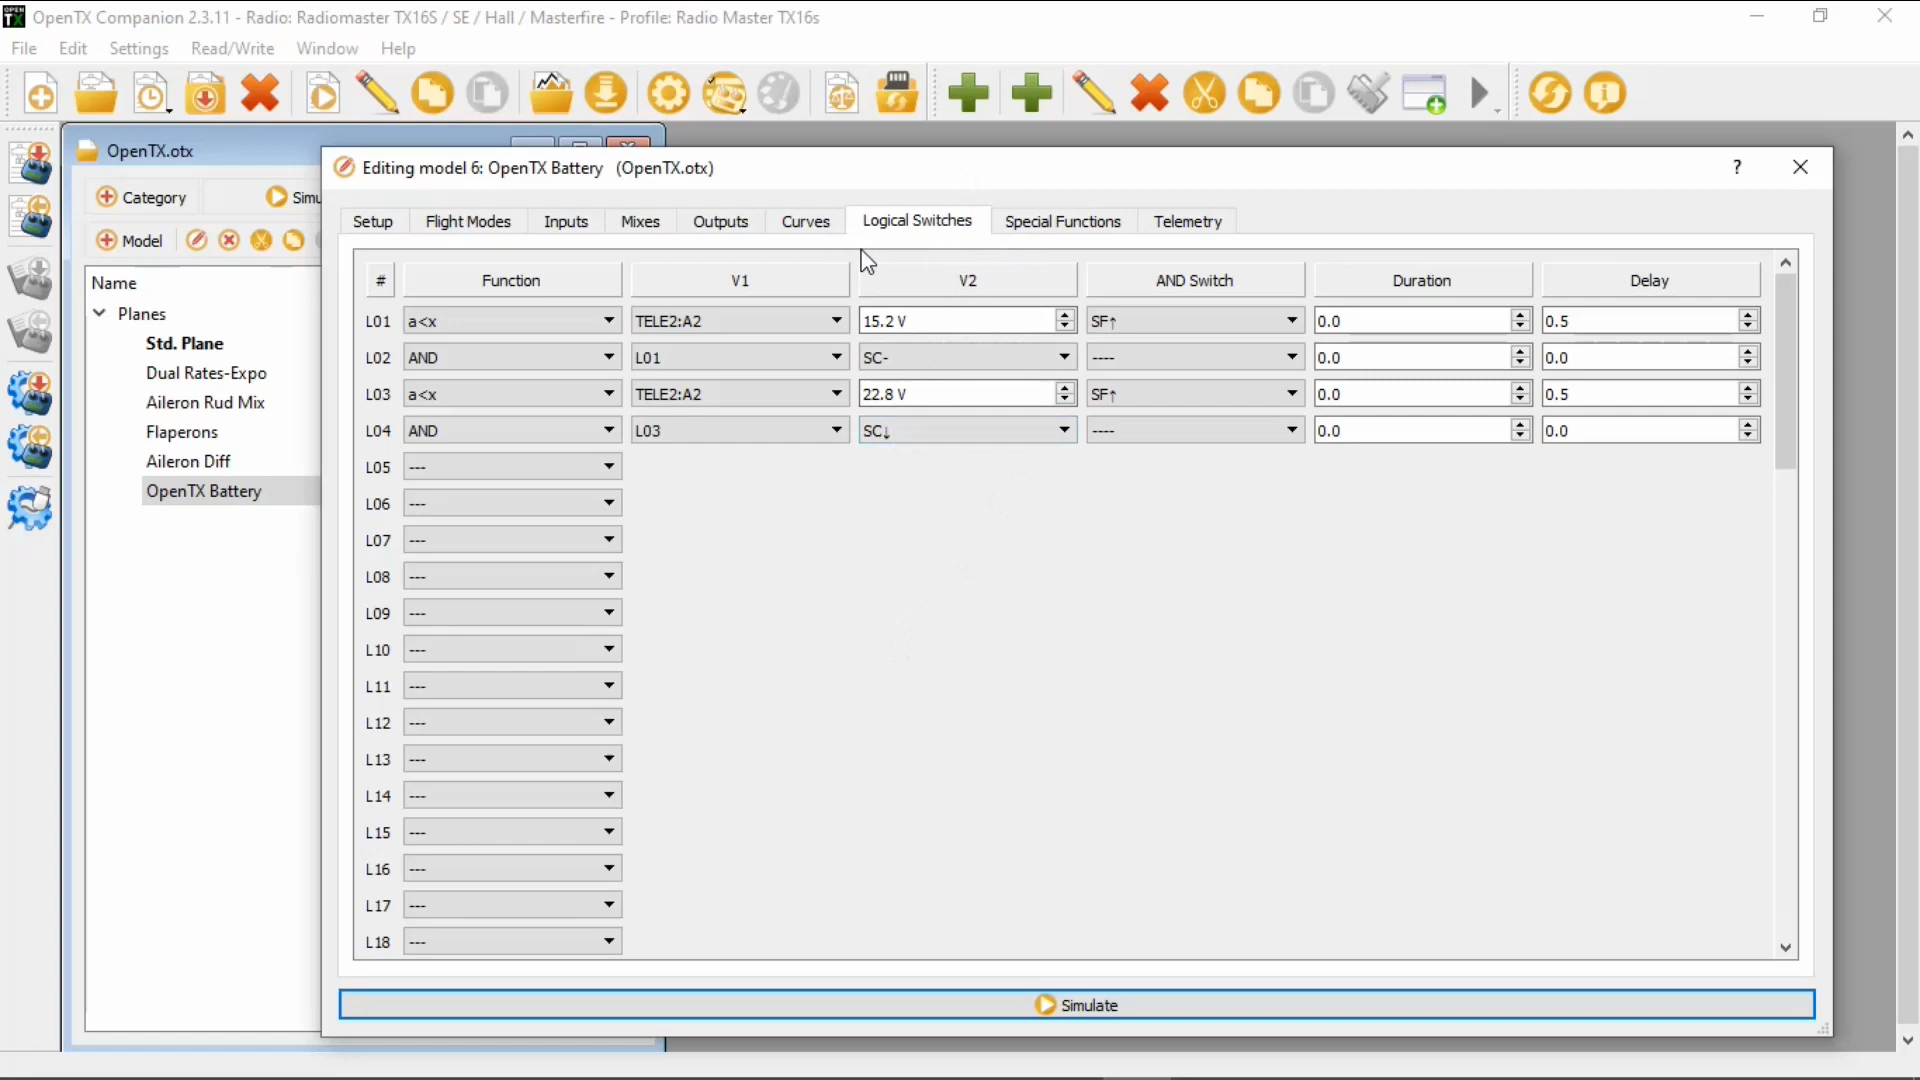 OPEN TX OpenTX Companion 2.3.11 - Radio: Radiomaster TX16S / SE / Hall / Masterfire - Profile: Radio Master TX16s
File Edit Settings Read/Write Window Help
OpenTX.otx
Editing model 6: OpenTX Battery (OpenTX.otx) ?
Category Simu
Setup Flight Modes Inputs Mixes Outputs Curves Logical Switches Special Functions Telemetry
Model
# Function V1 V2 AND Switch Duration Delay
Name
Planes
Std. Plane
Dual Rates-Expo
Aileron Rud Mix
Flaperons
Aileron Diff
OpenTX Battery
L01 a<x TELE2:A2 15.2 V SF↑ 0.0 0.5
L02 AND L01 SC- ---- 0.0 0.0
L03 a<x TELE2:A2 22.8 V SF↑ 0.0 0.5
L04 AND L03 SC↓ ---- 0.0 0.0
L05 ---
L06 ---
L07 ---
L08 ---
L09 ---
L10 ---
L11 ---
L12 ---
L13 ---
L14 ---
L15 ---
L16 ---
L17 ---
L18 ---
Simulate